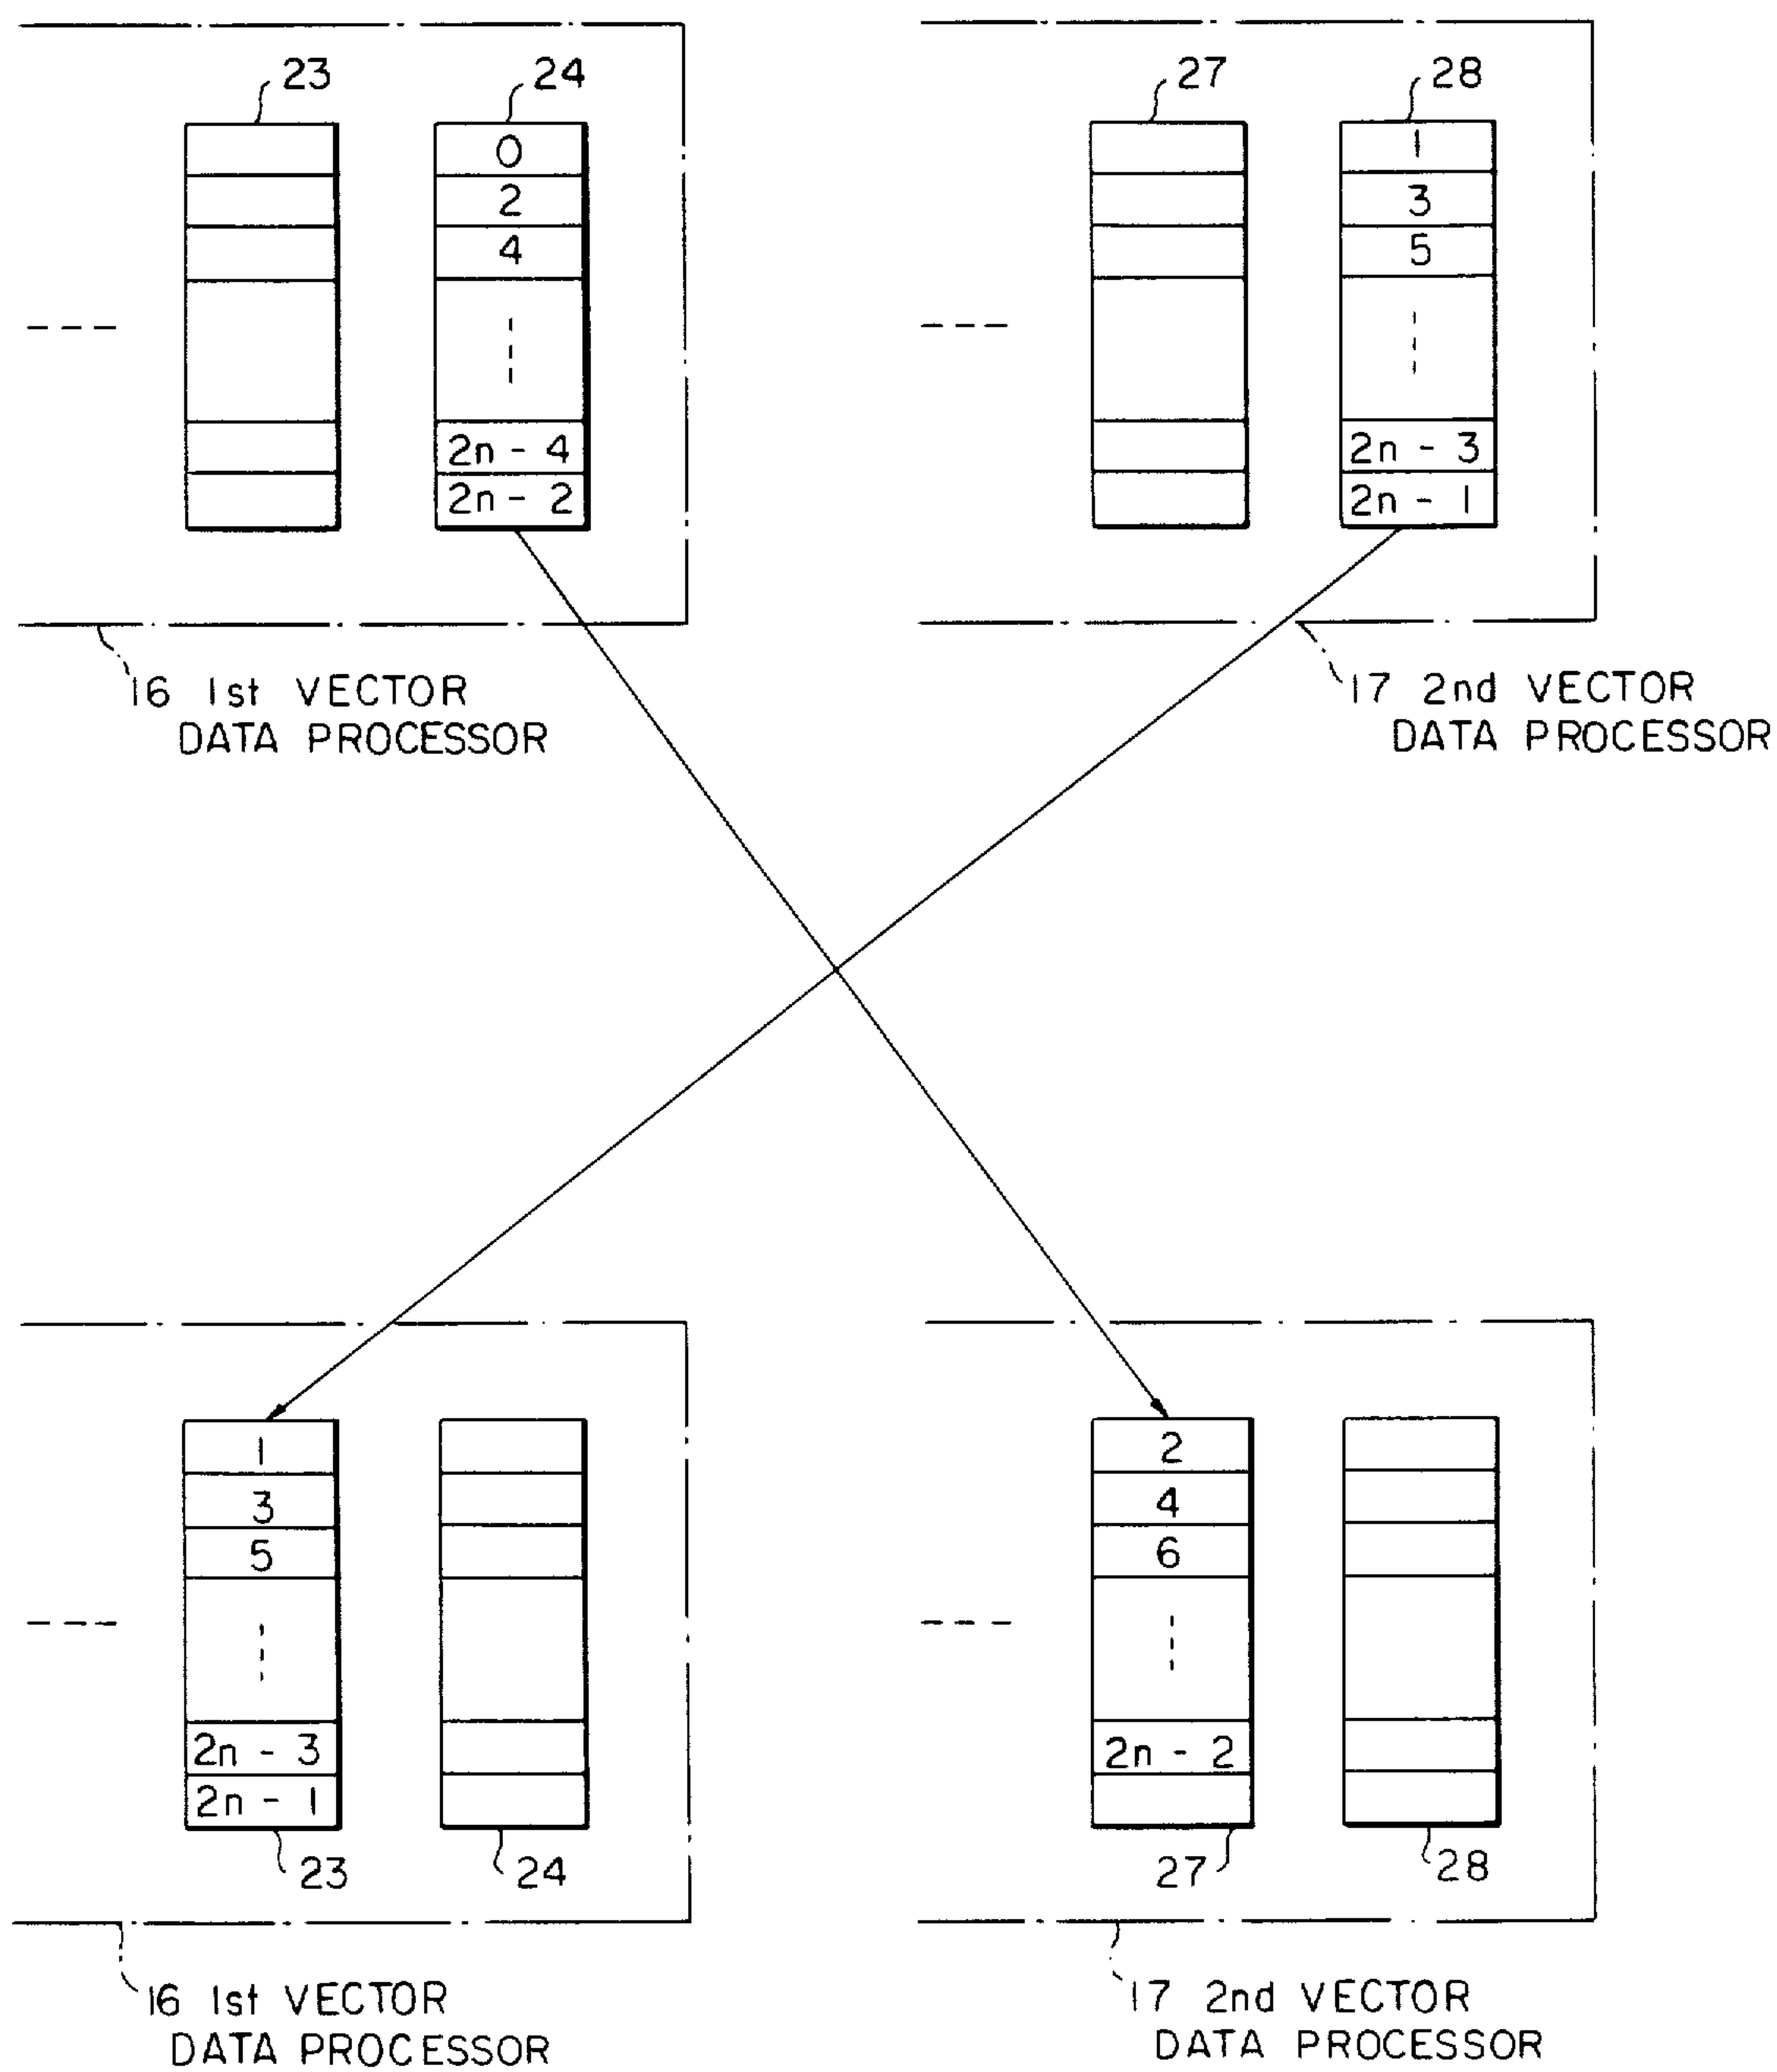 23
24
27
28
0
2
4
2n - 4
2n - 2
1
3
5
2n - 3
2n - 1
16 1st VECTOR
DATA PROCESSOR
17 2nd VECTOR
DATA PROCESSOR
1
3
5
2n - 3
2n - 1
2
4
6
2n - 2
23
24
27
28
16 1st VECTOR
DATA PROCESSOR
17 2nd VECTOR
DATA PROCESSOR